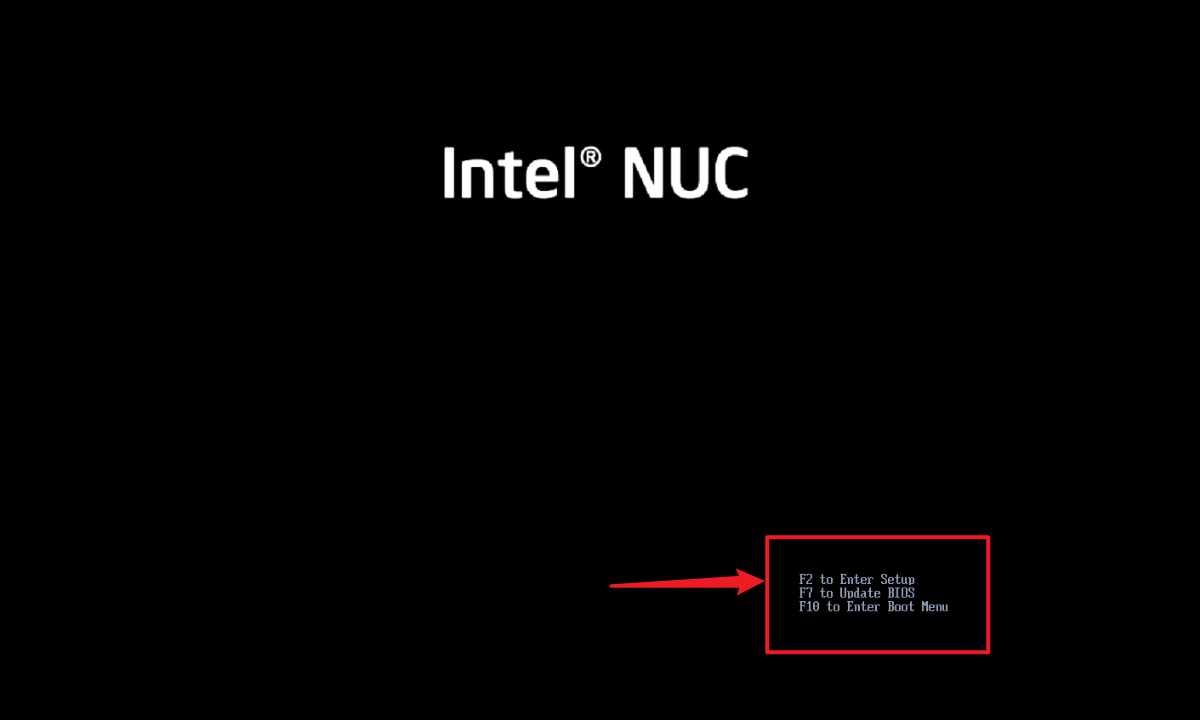 Intel® NUC
F2 to Enter Setup
F7 to Update BIOS
F10 to Enter Boot Menu